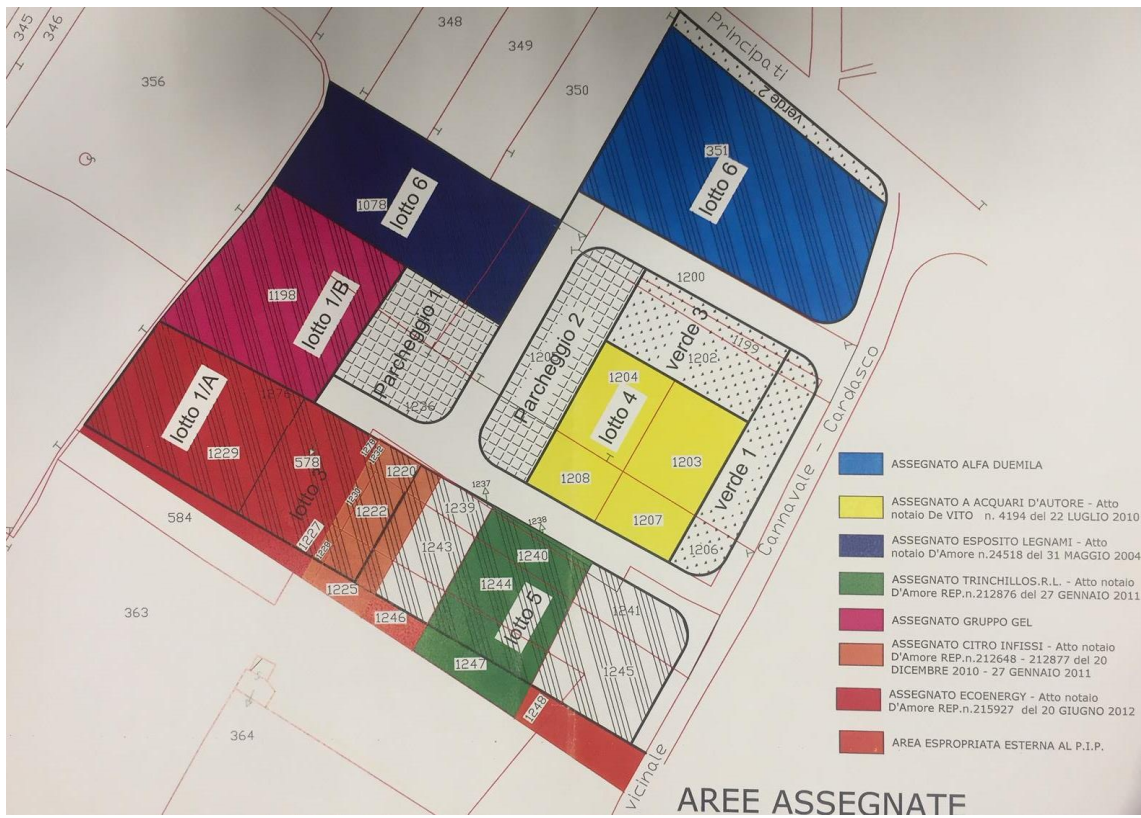 345
346
348
349
350
356
Principati
verde 2
351
lotto 6
1078
lotto 6
1198
lotto 1/B
Parcheggio 1
1236
1200
1199
Parcheggio 2
verde 3
1202
1204
lotto 4
1203
1208
1207
verde 1
1206
Cannavale - Cardasco
lotto 1/A
1229
578
lotto 3
1227
1220
1222
1225
1237
1239
1238
1243
1240
1244
lotto 5
1246
1247
1241
1245
1248
584
363
364
vicinale
ASSEGNATO ALFA DUEMILA
ASSEGNATO A ACQUARI D'AUTORE - Atto
notaio De VITO n. 4194 del 22 LUGLIO 2010
ASSEGNATO ESPOSITO LEGNAMI - Atto
notaio D'Amore n.24518 del 31 MAGGIO 2004
ASSEGNATO TRINCHILLOS.R.L. - Atto notaio
D'Amore REP.n.212876 del 27 GENNAIO 2011
ASSEGNATO GRUPPO GEL
ASSEGNATO CITRO INFISSI - Atto notaio
D'Amore REP.n.212648 - 212877 del 20
DICEMBRE 2010 - 27 GENNAIO 2011
ASSEGNATO ECOENERGY - Atto notaio
D'Amore REP.n.215927 del 20 GIUGNO 2012
AREA ESPROPRIATA ESTERNA AL P.I.P.
AREE ASSEGNATE